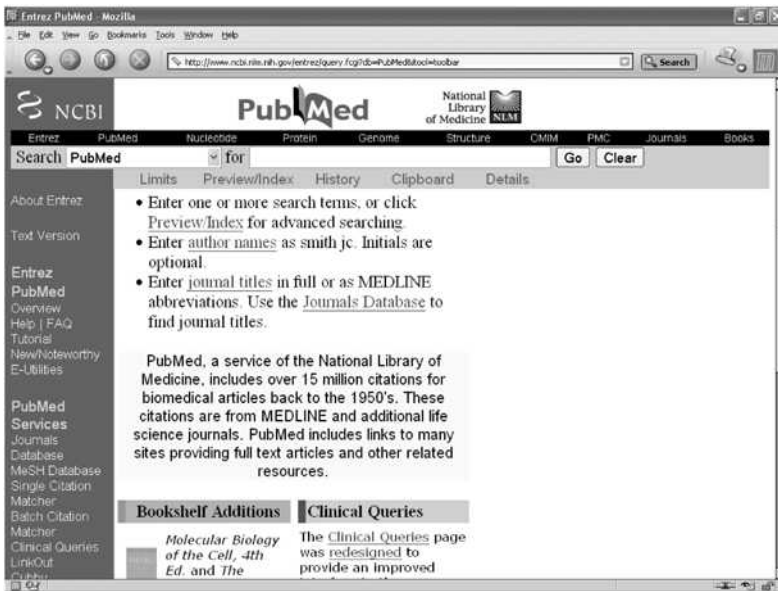 Entrez PubMed - Mozilla
File Edit View Go Bookmarks Tools Window Help
http://www.ncbi.nlm.nih.gov/entrez/query.fcgi?db=PubMed&tool=toolbar Search
NCBI PubMed National Library of Medicine NLM
Entrez PubMed Nucleotide Protein Genome Structure OMIM PMC Journals Books
Search PubMed for Go Clear
Limits Preview/Index History Clipboard Details
About Entrez
Text Version
Entrez
PubMed
Overview
Help | FAQ
Tutorial
New/Noteworthy
E-Utilities
PubMed
Services
Journals
Database
MeSH Database
Single Citation
Matcher
Batch Citation
Matcher
Clinical Queries
LinkOut
Cubby
• Enter one or more search terms, or click
Preview/Index for advanced searching.
• Enter author names as smith jc. Initials are
optional.
• Enter journal titles in full or as MEDLINE
abbreviations. Use the Journals Database to
find journal titles.
PubMed, a service of the National Library of
Medicine, includes over 15 million citations for
biomedical articles back to the 1950's. These
citations are from MEDLINE and additional life
science journals. PubMed includes links to many
sites providing full text articles and other related
resources.
Bookshelf Additions
Molecular Biology
of the Cell, 4th
Ed. and The
Clinical Queries
The Clinical Queries page
was redesigned to
provide an improved